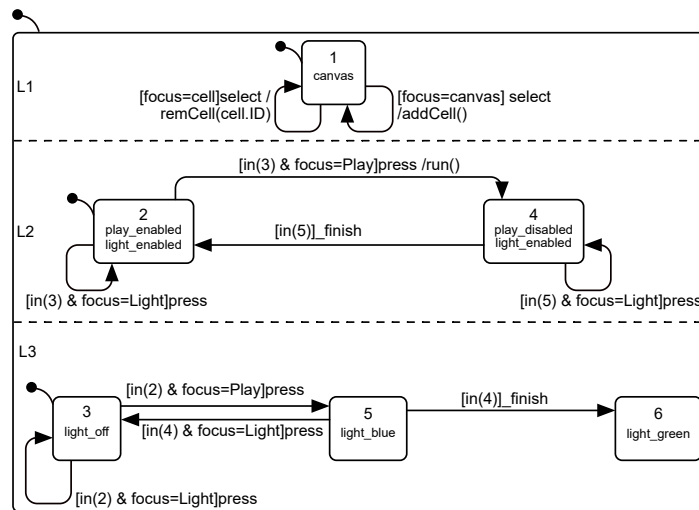 1
canvas
L1
[focus=cell]select /
remCell(cell.ID)
[focus=canvas] select
/addCell()
[in(3) & focus=Play]press /run()
L2
2
play_enabled
light_enabled
4
play_disabled
light_enabled
[in(5)]_finish
[in(3) & focus=Light]press
[in(5) & focus=Light]press
L3
[in(2) & focus=Play]press
3
light_off
[in(4) & focus=Light]press
5
light_blue
[in(4)]_finish
6
light_green
[in(2) & focus=Light]press